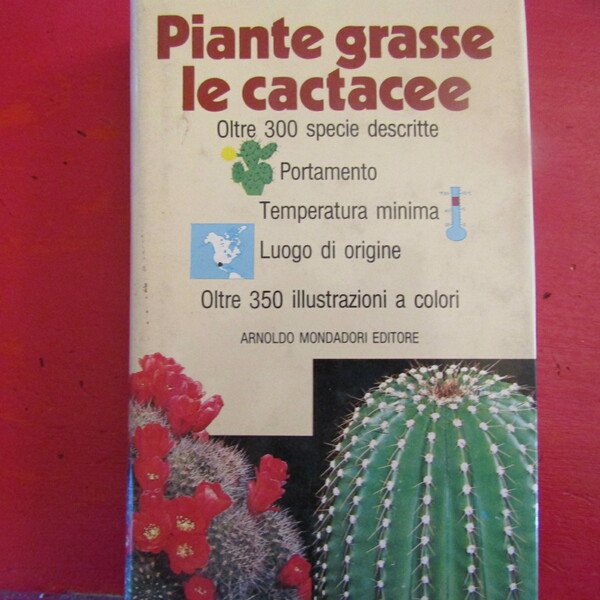 Piante grasse
le cactacee
Oltre 300 specie descritte
Portamento
Temperatura minima
Luogo di origine
Oltre 350 illustrazioni a colori
ARNOLDO MONDADORI EDITORE